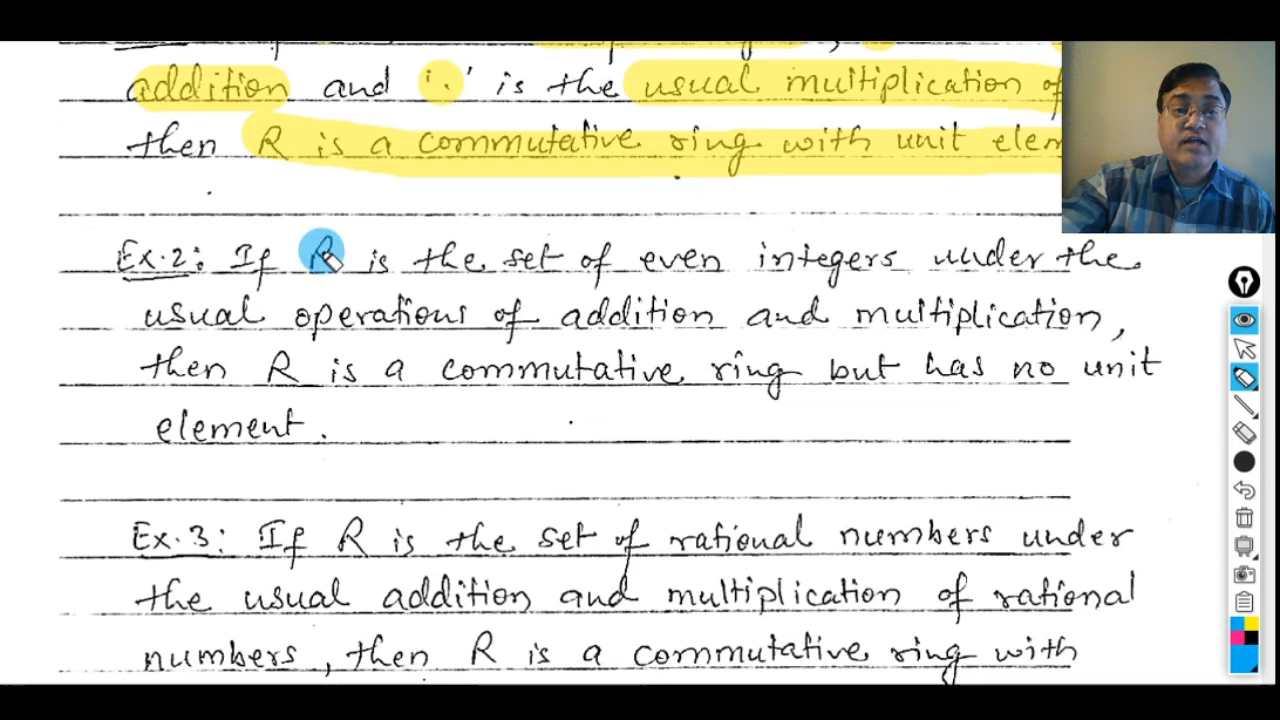 addition and '.' is the usual multiplication of
then R is a commutative ring with unit
Ex.2: If R is the set of even integers under the
usual operations of addition and multiplication,
then R is a commutative ring but has no unit
element.
Ex.3: If R is the set of rational numbers under
the usual addition and multiplication of rational
numbers, then R is a commutative ring with